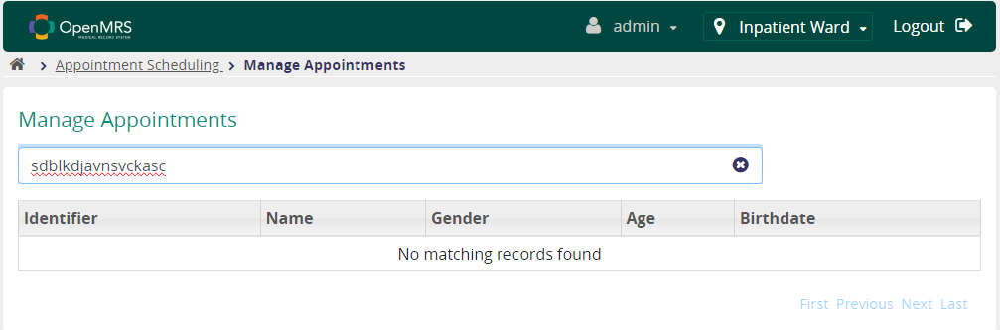 OpenMRS
MEDICAL RECORD SYSTEM
admin
Inpatient Ward
Logout
Appointment Scheduling
Manage Appointments
Manage Appointments
sdblkdjavnsvckasc
Identifier Name Gender Age Birthdate
No matching records found
First Previous Next Last